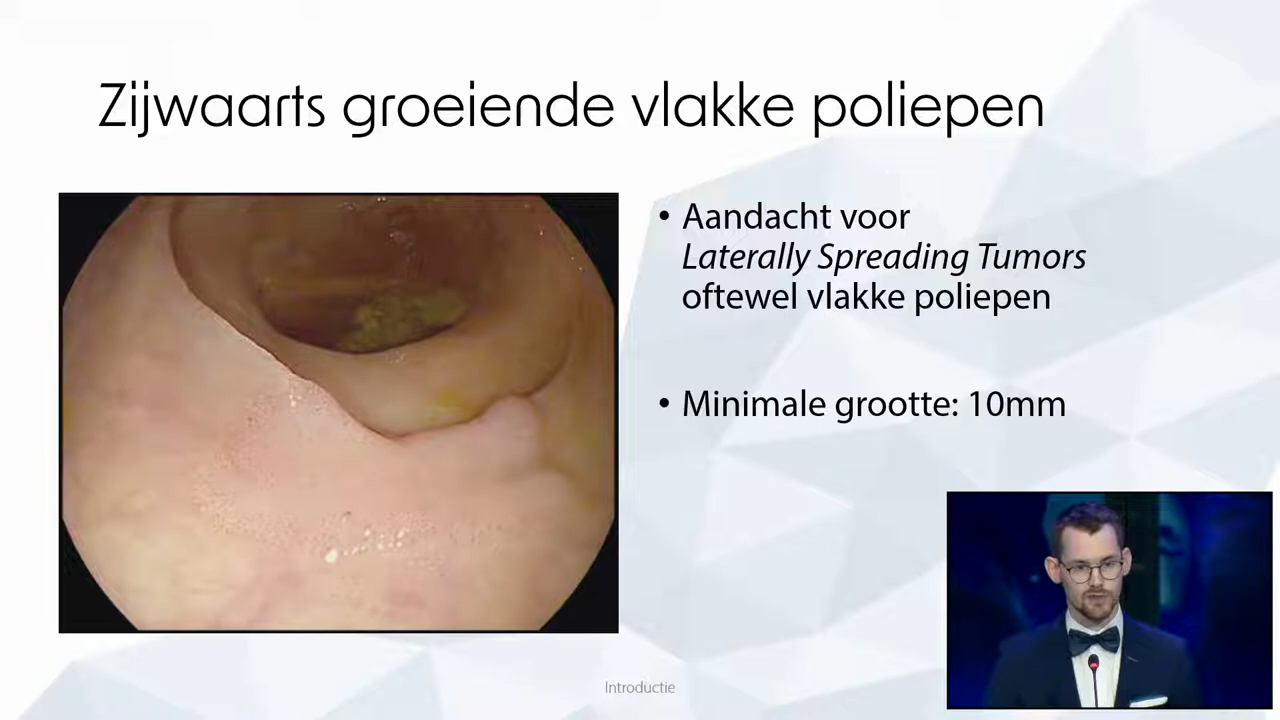 Zijwaarts groeiende vlakke poliepen
• Aandacht voor
Laterally Spreading Tumors
oftewel vlakke poliepen
• Minimale grootte: 10mm
Introductie